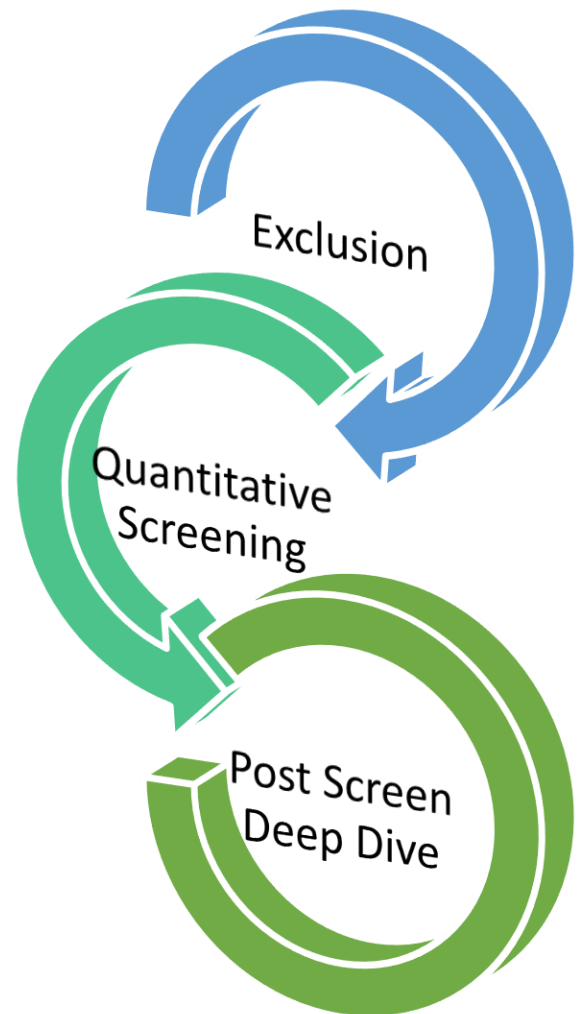 Exclusion
Quantitative
Screening
Post Screen
Deep Dive